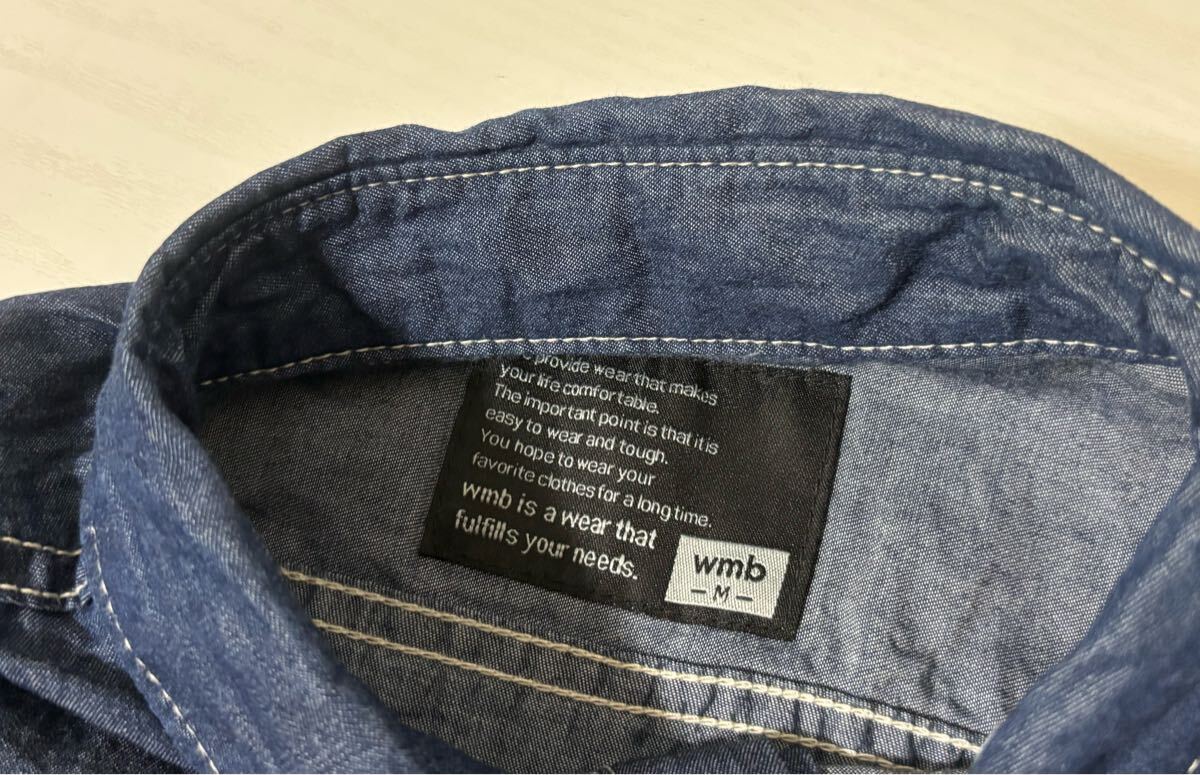 provide wear that makes
your life comfortable.
The important point is that it is
easy to wear and tough.
You hope to wear your
favorite clothes for a long time.
wmb is a wear that
fulfills your needs.
wmb
– M –